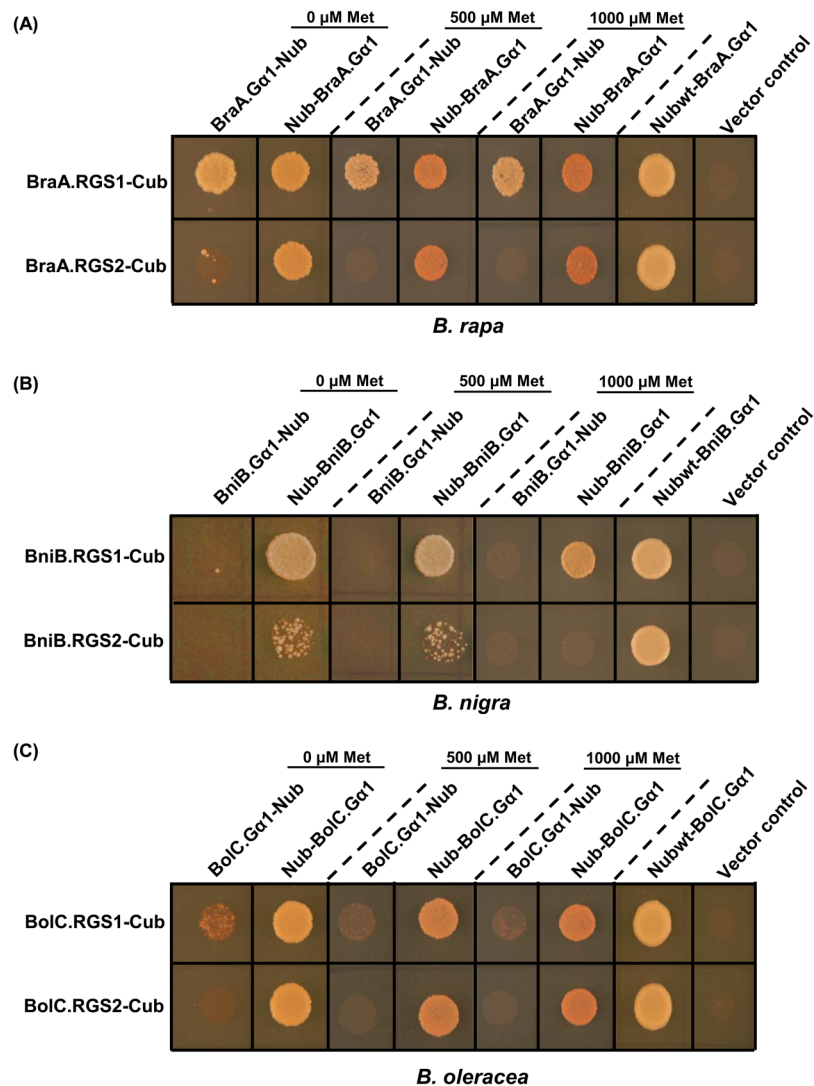 (A)
0 µM Met
500 µM Met
1000 µM Met
BraA.Gα1-Nub
Nub-BraA.Gα1
BraA.Gα1-Nub
Nub-BraA.Gα1
BraA.Gα1-Nub
Nub-BraA.Gα1
Nubwt-BraA.Gα1
Vector control
BraA.RGS1-Cub
BraA.RGS2-Cub
B. rapa
(B)
0 µM Met
500 µM Met
1000 µM Met
BniB.Gα1-Nub
Nub-BniB.Gα1
BniB.Gα1-Nub
Nub-BniB.Gα1
BniB.Gα1-Nub
Nub-BniB.Gα1
Nubwt-BniB.Gα1
Vector control
BniB.RGS1-Cub
BniB.RGS2-Cub
B. nigra
(C)
0 µM Met
500 µM Met
1000 µM Met
BolC.Gα1-Nub
Nub-BolC.Gα1
BolC.Gα1-Nub
Nub-BolC.Gα1
BolC.Gα1-Nub
Nub-BolC.Gα1
Nubwt-BolC.Gα1
Vector control
BolC.RGS1-Cub
BolC.RGS2-Cub
B. oleracea